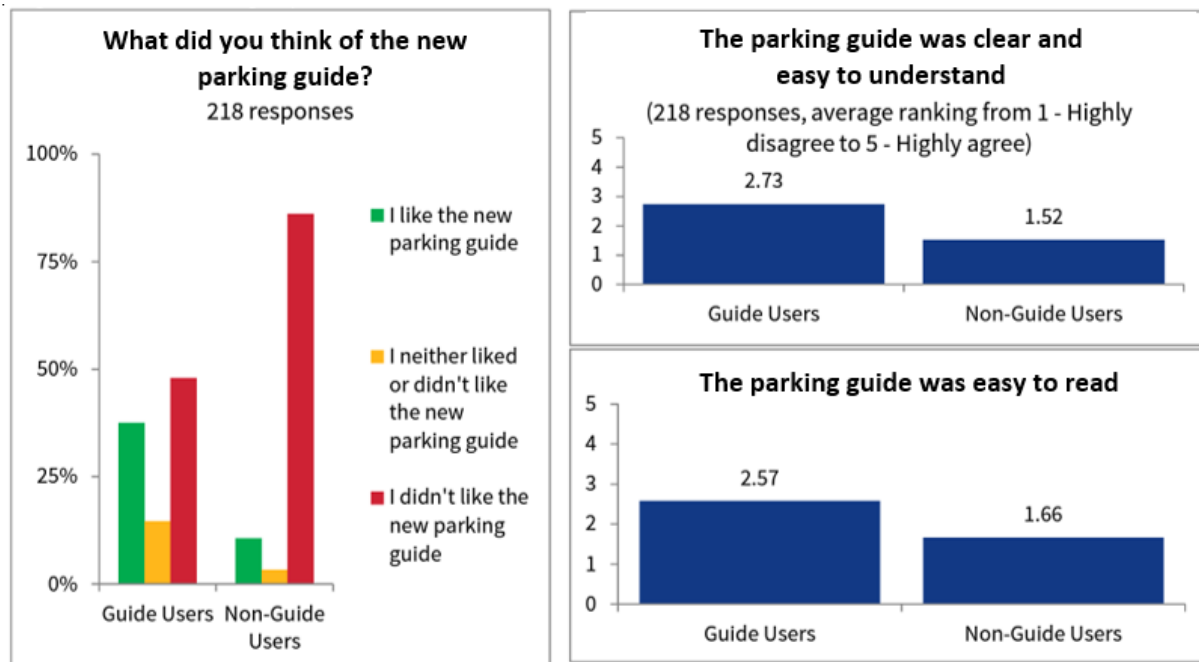 What did you think of the new
parking guide?
218 responses
100%
75%
50%
25%
0%
Guide Users
Non-Guide
Users
I like the new
parking guide
I neither liked
or didn't like
the new
parking guide
I didn't like the
new parking
guide
The parking guide was clear and
easy to understand
(218 responses, average ranking from 1 - Highly
disagree to 5 - Highly agree)
5
4
3
2
1
0
2.73
1.52
Guide Users
Non-Guide Users
The parking guide was easy to read
5
4
3
2
1
0
2.57
1.66
Guide Users
Non-Guide Users